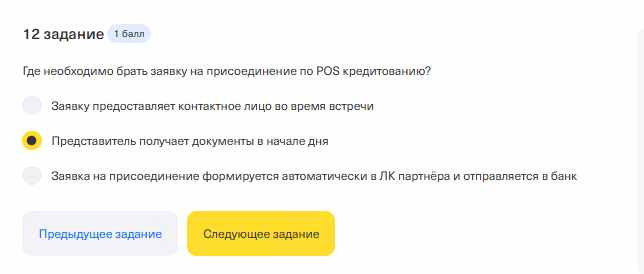 12 задание 1 балл
Где необходимо брать заявку на присоединение по POS кредитованию?
Заявку предоставляет контактное лицо во время встречи
Представитель получает документы в начале дня
Заявка на присоединение формируется автоматически в ЛК партнёра и отправляется в банк
Предыдущее задание Следующее задание